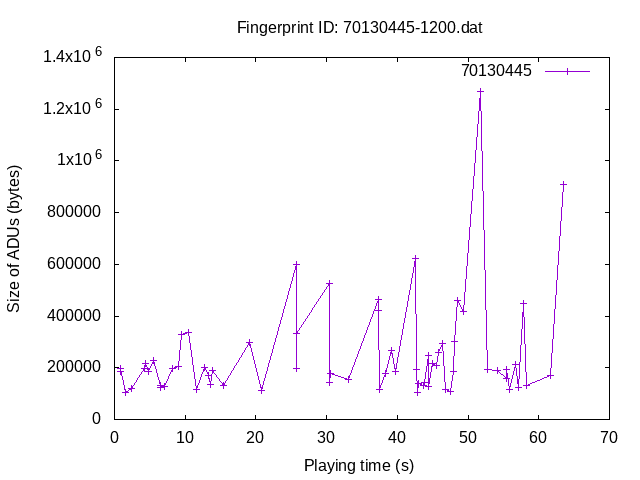 Fingerprint ID: 70130445-1200.dat
70130445
Size of ADUs (bytes)
1.4x10^6
1.2x10^6
1x10^6
800000
600000
400000
200000
0
0 10 20 30 40 50 60 70
Playing time (s)